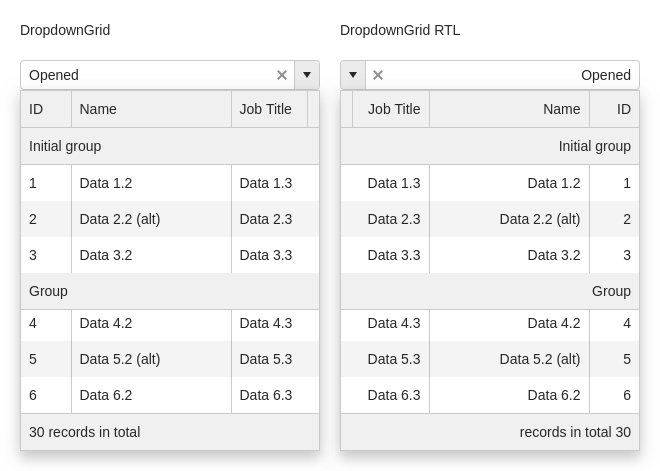 DropdownGrid
Opened
ID Name Job Title
Initial group
1 Data 1.2 Data 1.3
2 Data 2.2 (alt) Data 2.3
3 Data 3.2 Data 3.3
Group
4 Data 4.2 Data 4.3
5 Data 5.2 (alt) Data 5.3
6 Data 6.2 Data 6.3
30 records in total
DropdownGrid RTL
Opened
Job Title Name ID
Initial group
Data 1.3 Data 1.2 1
Data 2.3 Data 2.2 (alt) 2
Data 3.3 Data 3.2 3
Group
Data 4.3 Data 4.2 4
Data 5.3 Data 5.2 (alt) 5
Data 6.3 Data 6.2 6
records in total 30